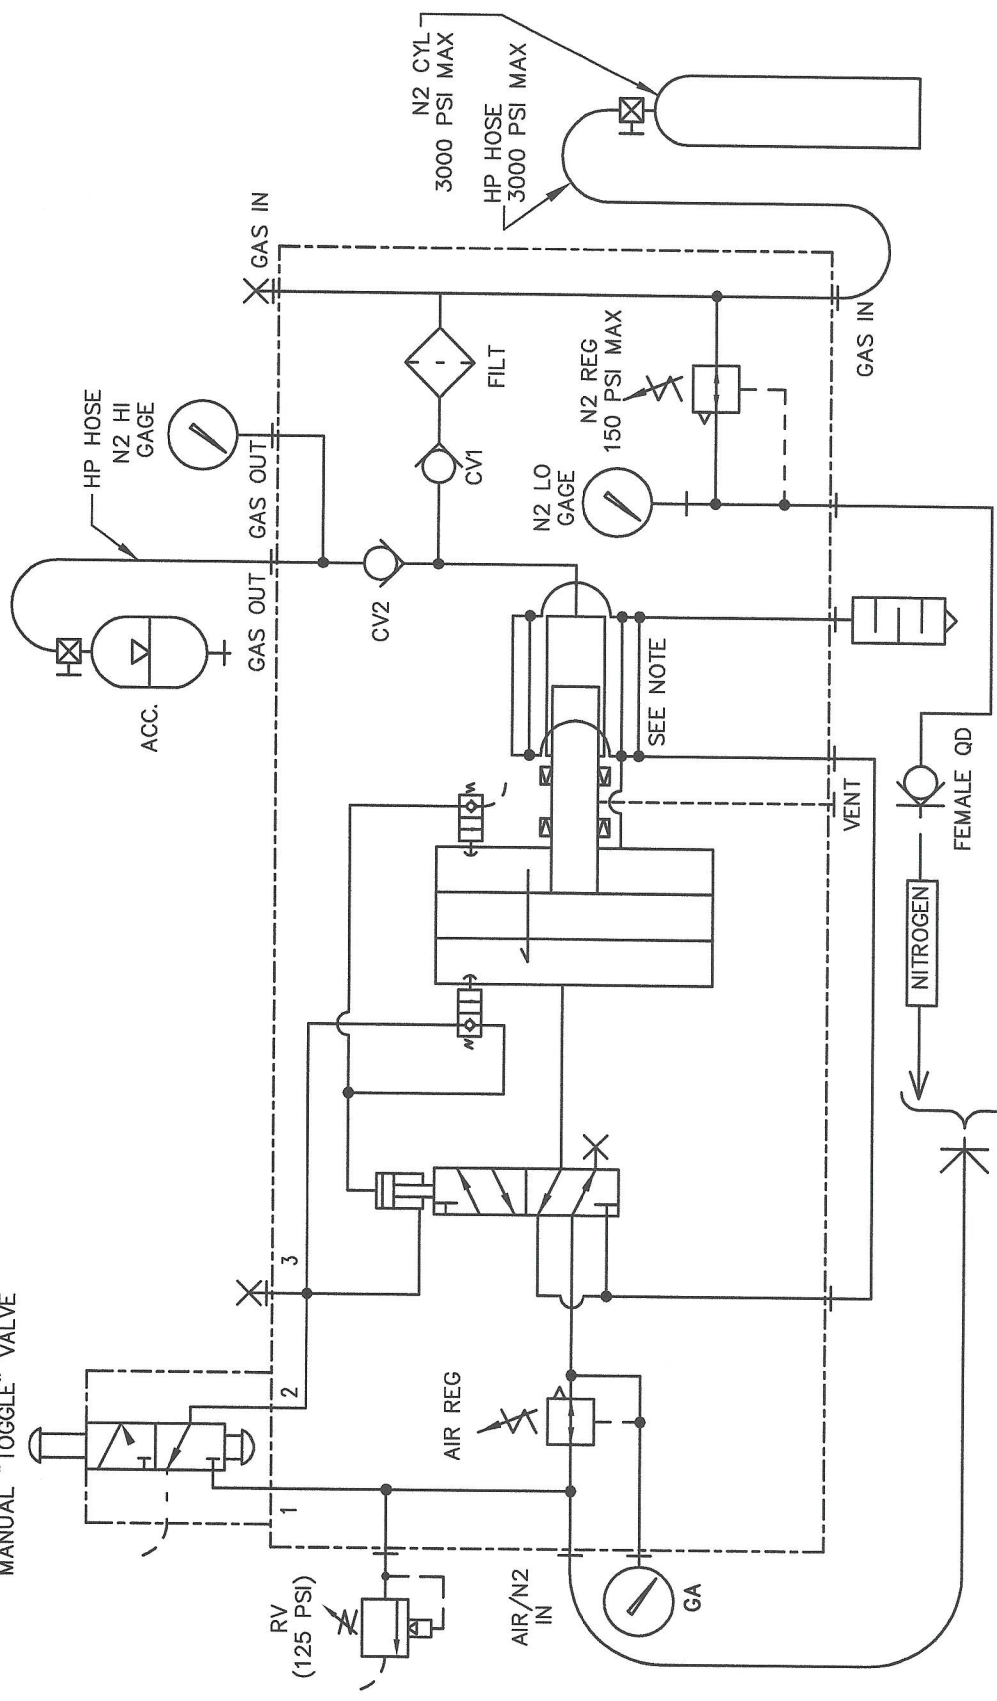 MANUAL "TOGGLE" VALVE
1
2
3
RV
(125 PSI)
AIR/N2
IN
GA
AIR REG
ACC.
HP HOSE
N2 HI
GAGE
GAS OUT
GAS OUT
GAS IN
CV2
CV1
FILT
SEE NOTE
VENT
N2 LO
GAGE
N2 REG
150 PSI MAX
GAS IN
N2 CYL
3000 PSI MAX
HP HOSE
3000 PSI MAX
FEMALE QD
NITROGEN